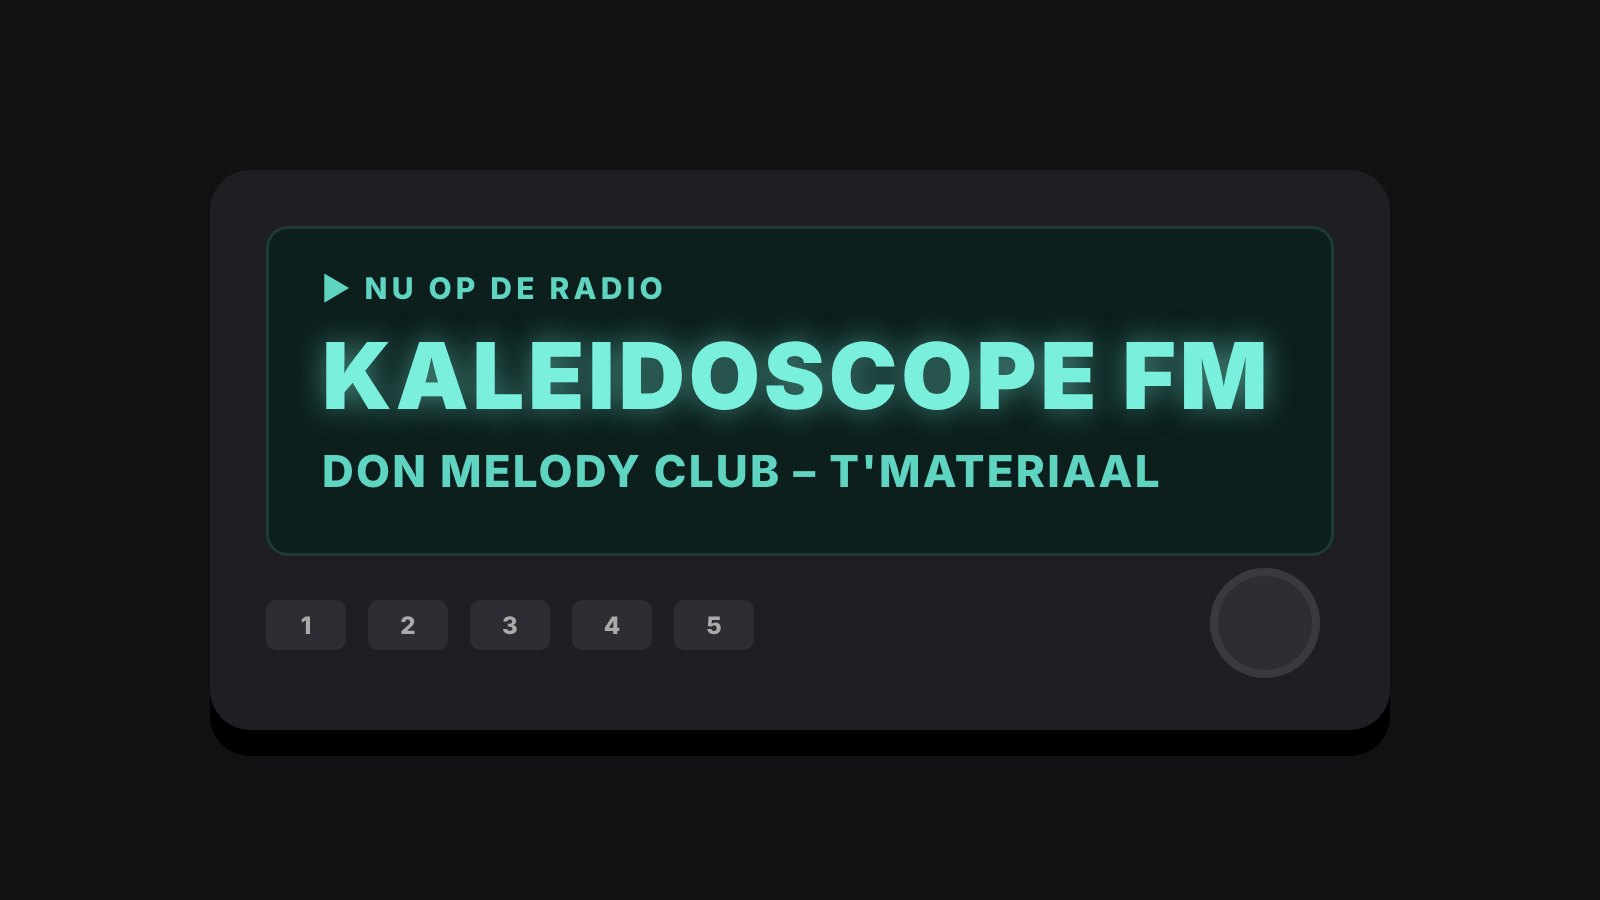 ▶ NU OP DE RADIO
KALEIDOSCOPE FM
DON MELODY CLUB – T'MATERIAAL
1 2 3 4 5